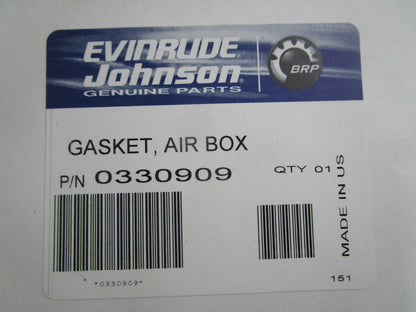 EVINRUDE
Johnson
GENUINE PARTS
BRP
GASKET, AIR BOX
P/N 0330909
QTY 01
MADE IN US
*0330909*
151